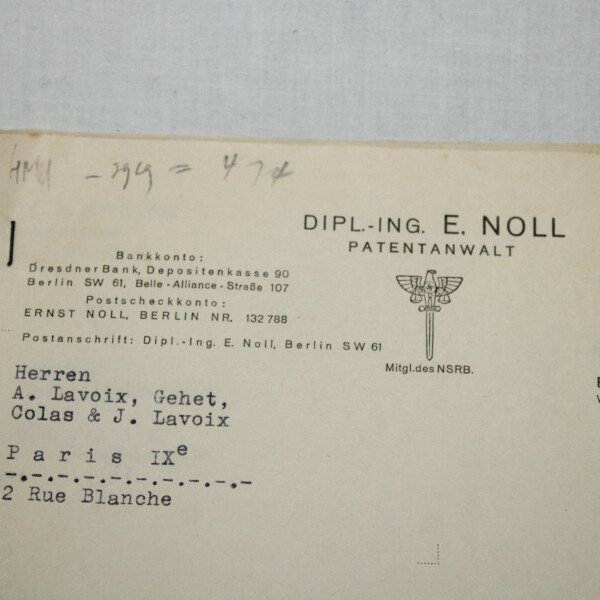 DIPL.-ING. E. NOLL
PATENTANWALT
Mitgl.des NSRB.
Bankkonto:
Dresdner Bank, Depositenkasse 90
Berlin SW 61, Belle-Alliance-Straße 107
Postscheckkonto:
ERNST NOLL, BERLIN NR. 132788
Postanschrift: Dipl.-Ing. E. Noll, Berlin SW 61
Herren
A. Lavoix, Gehet,
Colas & J. Lavoix
Paris IXe
-.-.-.-.-.-.-.-.-.-
2 Rue Blanche